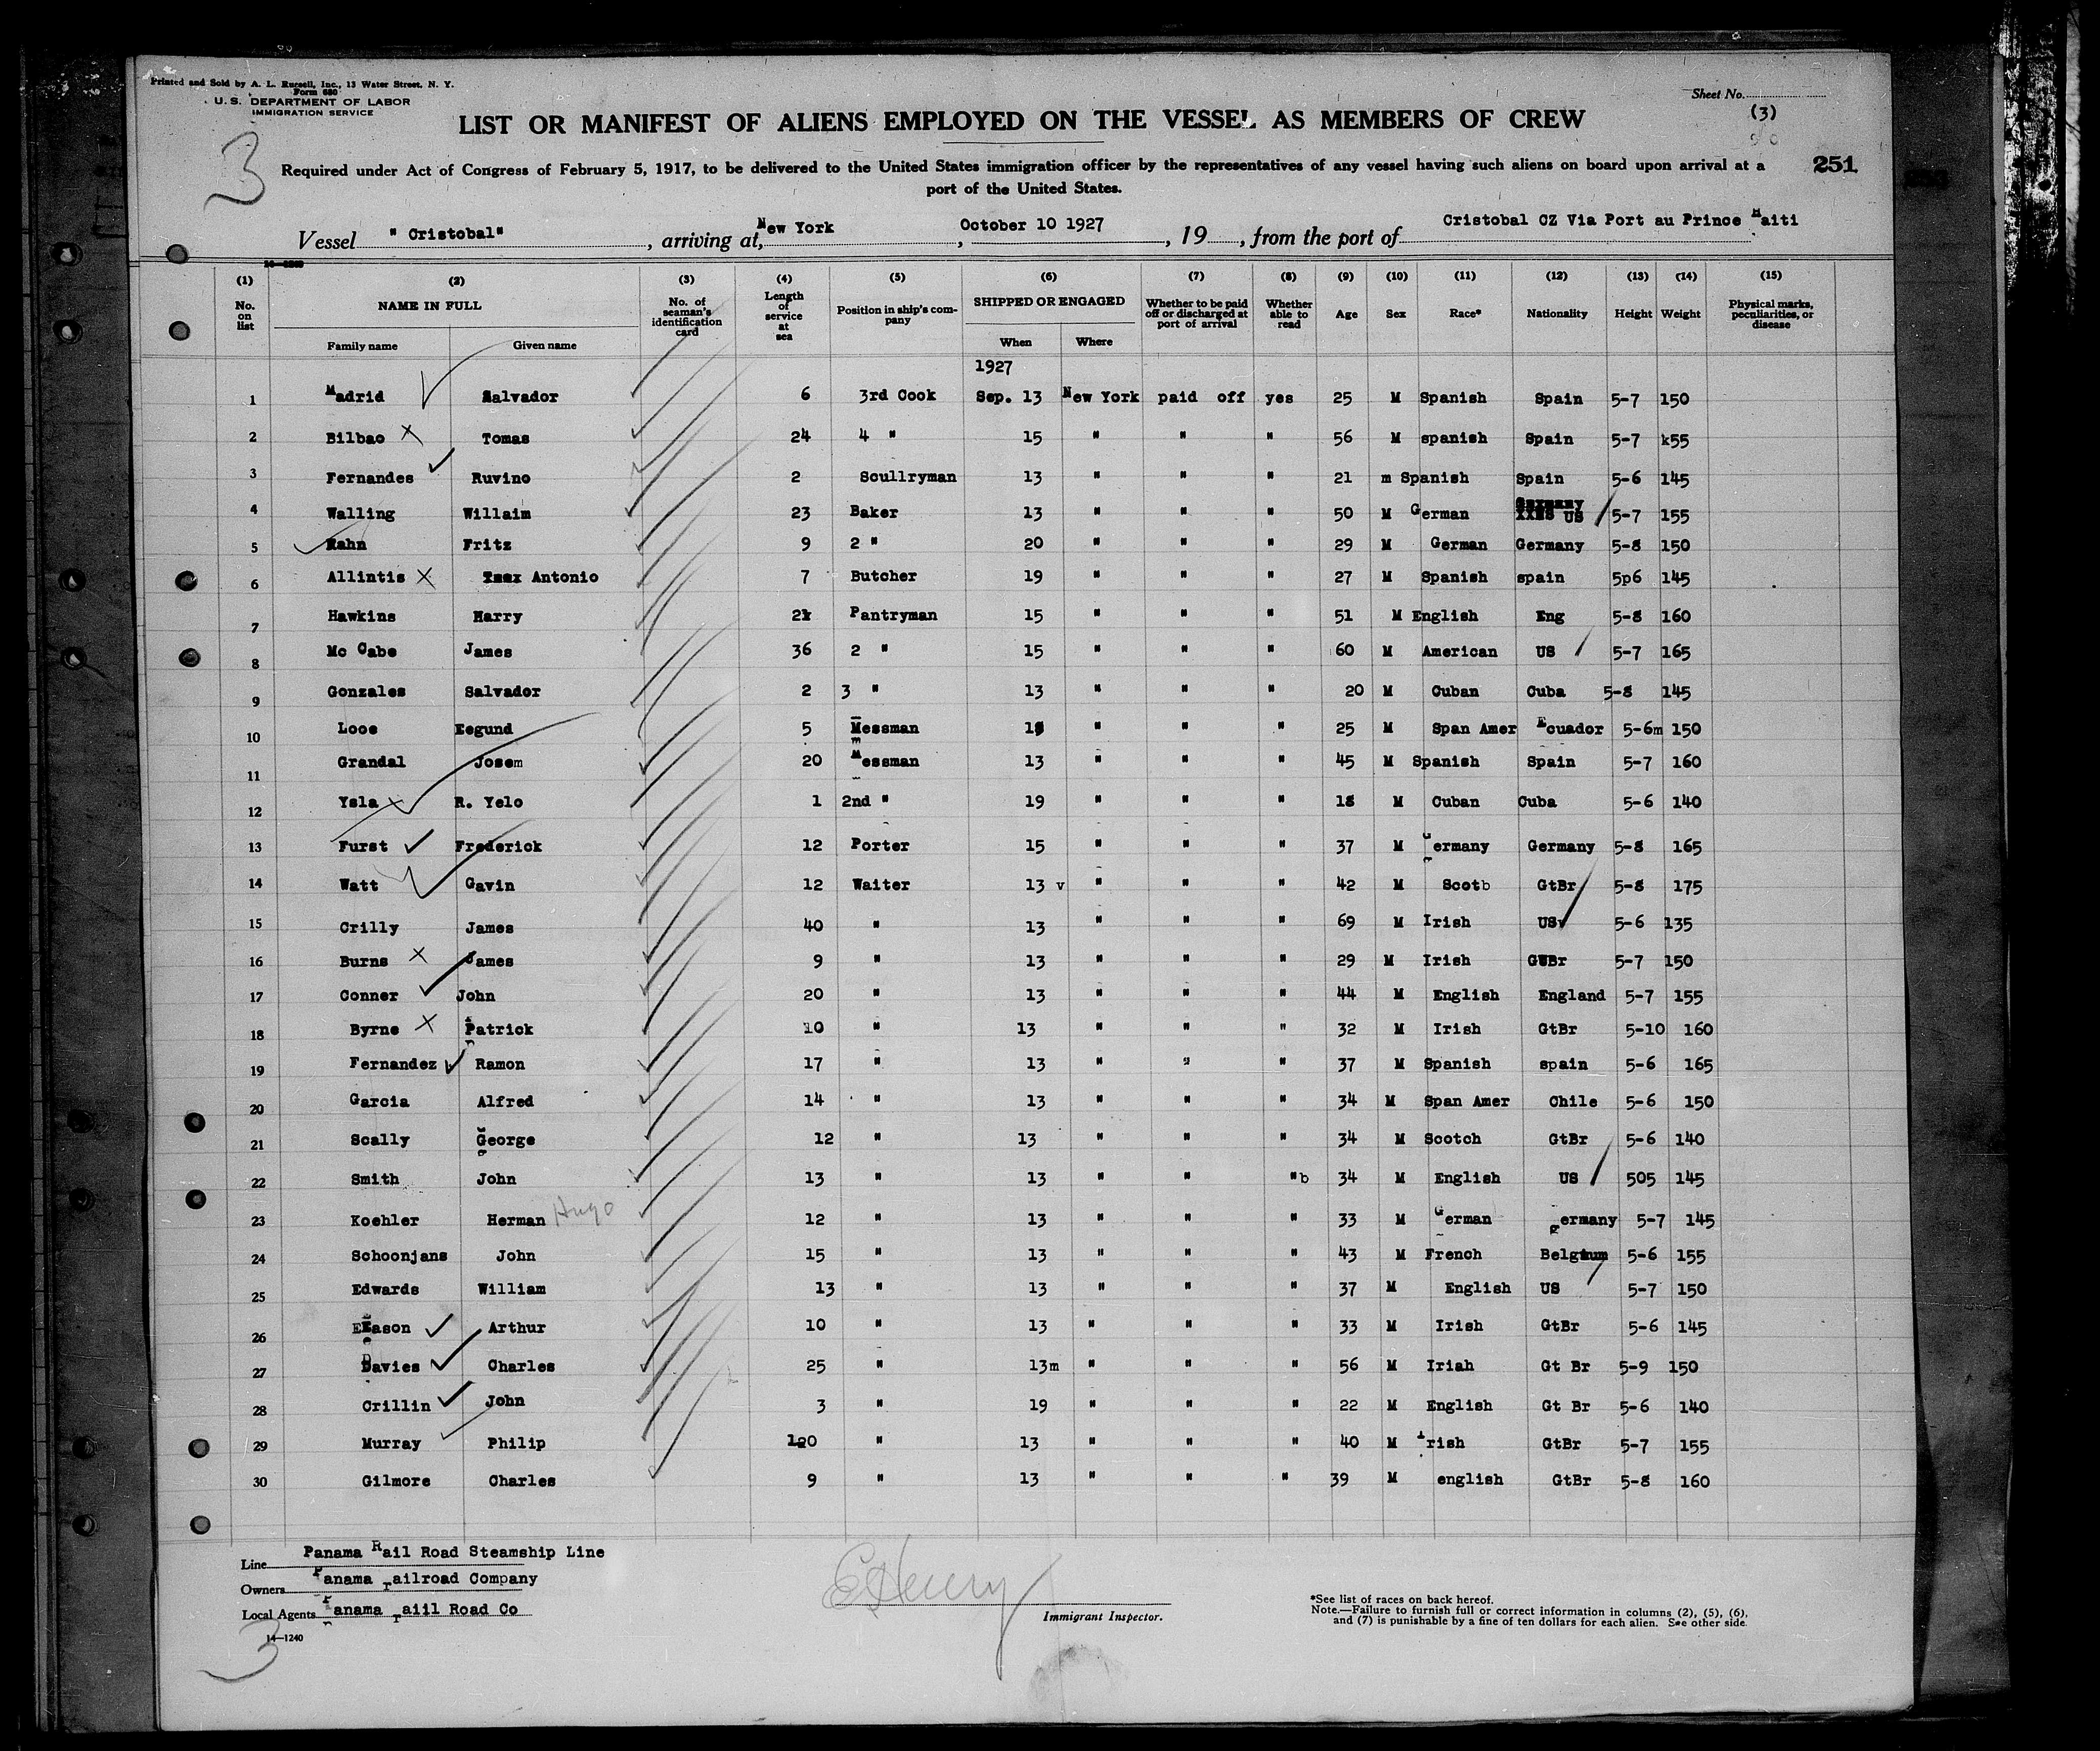 Printed and Sold by A. L. Russell, Inc., 13 Water Street, N. Y.
Form 680
U. S. DEPARTMENT OF LABOR
IMMIGRATION SERVICE
Sheet No.
(3)
3
LIST OR MANIFEST OF ALIENS EMPLOYED ON THE VESSEL AS MEMBERS OF CREW
Required under Act of Congress of February 5, 1917, to be delivered to the United States immigration officer by the representatives of any vessel having such aliens on board upon arrival at a
port of the United States.
251
Vessel " Cristobal" , arriving at, New York , October 10 1927 , 19 , from the port of Cristobal CZ Via Port au Prince Haiti
(1) (2) (3) (4) (5) (6) (7) (8) (9) (10) (11) (12) (13) (14) (15)
No. on list NAME IN FULL Family name Given name No. of seaman's identification card Length of service at sea Position in ship's company SHIPPED OR ENGAGED When Where Whether to be paid off or discharged at port of arrival Whether able to read Age Sex Race* Nationality Height Weight Physical marks, peculiarities, or disease
1927
1 Madrid Salvador 6 3rd Cook Sep. 13 New York paid off yes 25 M Spanish Spain 5-7 150
2 Bilbao Tomas 24 4 " 15 " " " 56 M spanish Spain 5-7 k55
3 Fernandes Ruvino 2 Scullryman 13 " " " 21 m Spanish Spain 5-6 145
4 Walling Willaim 23 Baker 13 " " " 50 M German US 5-7 155
5 Rahn Fritz 9 2 " 20 " " " 29 M German Germany 5-8 150
6 Allintis Antonio 7 Butcher 19 " " " 27 M Spanish spain 5p6 145
7 Hawkins Harry 2 Pantryman 15 " " " 51 M English Eng 5-8 160
8 Mc Cabe James 36 2 " 15 " " " 60 M American US 5-7 165
9 Gonzales Salvador 2 3 " 13 " " " 20 M Cuban Cuba 5-8 145
10 Looe Eegund 5 Messman " " " 25 M Span Amer Ecuador 5-6m 150
11 Grandal Josem 20 Messman 13 " " " 45 M Spanish Spain 5-7 160
12 Ysla R. Yelo 1 2nd " 19 " " " 18 M Cuban Cuba 5-6 140
13 Furst Frederick 12 Porter 15 " " " 37 M Germany Germany 5-8 165
14 Watt Gavin 12 Waiter 13 v " " " 42 M Scotb GtBr 5-8 175
15 Crilly James 40 " 13 " " " 69 M Irish US 5-6 135
16 Burns James 9 " 13 " " " 29 M Irish GtBr 5-7 150
17 Conner John 20 " 13 " " " 44 M English England 5-7 155
18 Byrne Patrick 10 " 13 " " " 32 M Irish GtBr 5-10 160
19 Fernandez Ramon 17 " 13 " " " 37 M Spanish spain 5-6 165
20 Garcia Alfred 14 " 13 " " " 34 M Span Amer Chile 5-6 150
21 Scally George 12 " 13 " " " 34 M Scotch GtBr 5-6 140
22 Smith John 13 " 13 " " "b 34 M English US 505 145
23 Koehler Herman Hugo 12 " 13 " " " 33 M German germany 5-7 145
24 Schoonjans John 15 " 13 " " " 43 M French Belgium 5-6 155
25 Edwards William 13 " 13 " " " 37 M English US 5-7 150
26 Eason Arthur 10 " 13 " " " 33 M Irish GtBr 5-6 145
27 Davies Charles 25 " 13m " " " 56 M Iriah Gt Br 5-9 150
28 Crillin John 3 " 19 " " " 22 M English Gt Br 5-6 140
29 Murray Philip 120 " 13 " " " 40 M Irish GtBr 5-7 155
30 Gilmore Charles 9 " 13 " " " 39 M english GtBr 5-8 160
Line Panama Rail Road Steamship Line
Owners Panama railroad Company
Local Agents Panama raiil Road Co
14—1240
3
EHenry
Immigrant Inspector.
*See list of races on back hereof.
Note.—Failure to furnish full or correct information in columns (2), (5), (6),
and (7) is punishable by a fine of ten dollars for each alien. See other side.